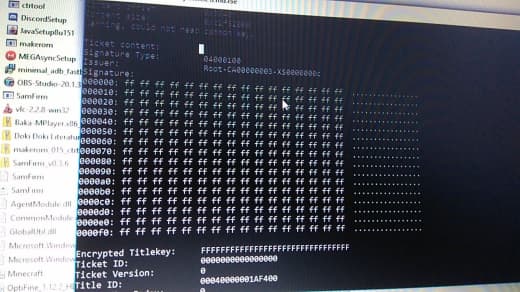 ctrtool
DiscordSetup
JavaSetup8u151
makerom
MEGAsyncSetup
minimal_adb_fastb
OBS-Studio-20.1.3
SamFirm
vlc-2.2.8-win32
Baka-MPlayer.x86
Doki Doki Literatu
makerom_015_ctrt
SamFirm_v0.3.6
SamFirm
AgentModule.dll
CommonModule
GlobalUtil.dll
Microsoft.Window
Microsoft.Window
Minecraft
OptiFine_1.12.2_H
Warning, could not read common key.
Ticket content:
Signature Type: 04000100
Issuer: Root-CA00000003-XS0000000c
Signature:
000000: ff ff ff ff ff ff ff ff ff ff ff ff ff ff ff ff ................
000010: ff ff ff ff ff ff ff ff ff ff ff ff ff ff ff ff ................
000020: ff ff ff ff ff ff ff ff ff ff ff ff ff ff ff ff ................
000030: ff ff ff ff ff ff ff ff ff ff ff ff ff ff ff ff ................
000040: ff ff ff ff ff ff ff ff ff ff ff ff ff ff ff ff ................
000050: ff ff ff ff ff ff ff ff ff ff ff ff ff ff ff ff ................
000060: ff ff ff ff ff ff ff ff ff ff ff ff ff ff ff ff ................
000070: ff ff ff ff ff ff ff ff ff ff ff ff ff ff ff ff ................
000080: ff ff ff ff ff ff ff ff ff ff ff ff ff ff ff ff ................
000090: ff ff ff ff ff ff ff ff ff ff ff ff ff ff ff ff ................
0000a0: ff ff ff ff ff ff ff ff ff ff ff ff ff ff ff ff ................
0000b0: ff ff ff ff ff ff ff ff ff ff ff ff ff ff ff ff ................
0000c0: ff ff ff ff ff ff ff ff ff ff ff ff ff ff ff ff ................
0000d0: ff ff ff ff ff ff ff ff ff ff ff ff ff ff ff ff ................
0000e0: ff ff ff ff ff ff ff ff ff ff ff ff ff ff ff ff ................
0000f0: ff ff ff ff ff ff ff ff ff ff ff ff ff ff ff ff ................
Encrypted Titlekey: FFFFFFFFFFFFFFFFFFFFFFFFFFFFFFFF
Ticket ID: 0000000000000000
Ticket Version: 0
Title ID: 00040000001AF400